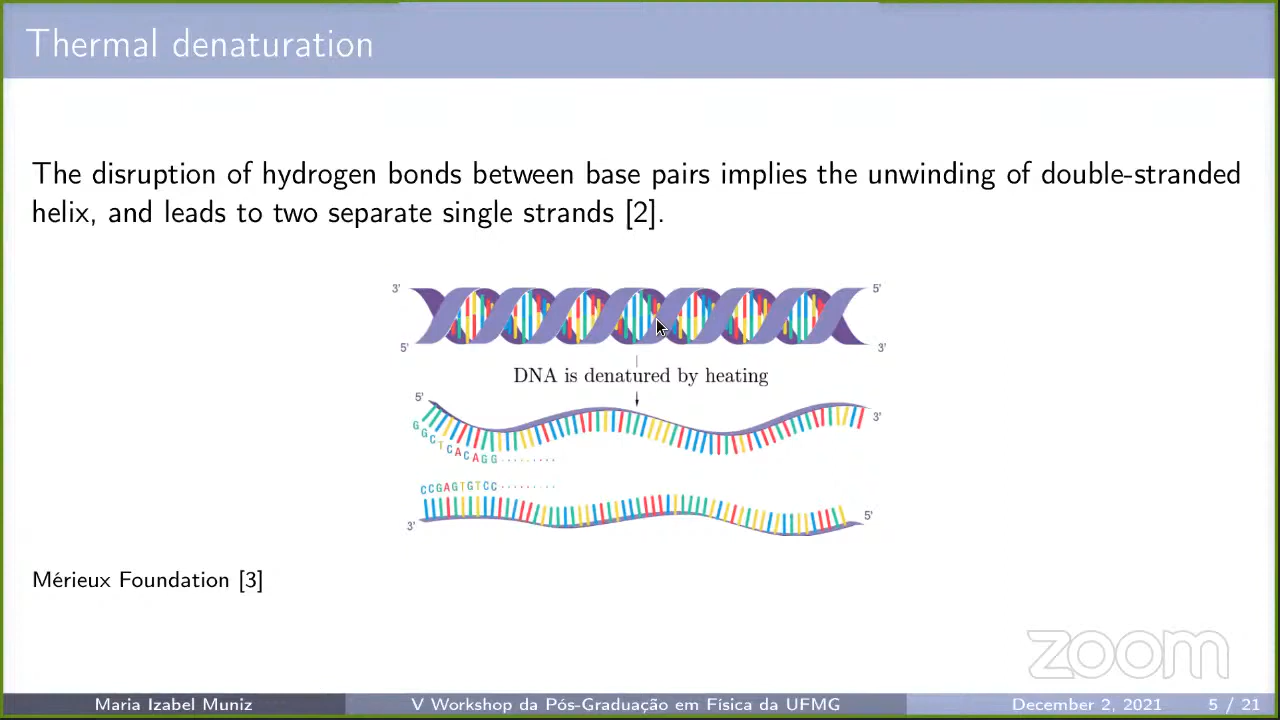 Thermal denaturation
The disruption of hydrogen bonds between base pairs implies the unwinding of double-stranded
helix, and leads to two separate single strands [2].
3' 5'
5' 3'
DNA is denatured by heating
5' 3'
GGCTCACAGG.........
CCGAGTGTCC.........
3' 5'
Mérieux Foundation [3]
zoom
Maria Izabel Muniz V Workshop da Pós-Graduação em Física da UFMG December 2, 2021 5 / 21